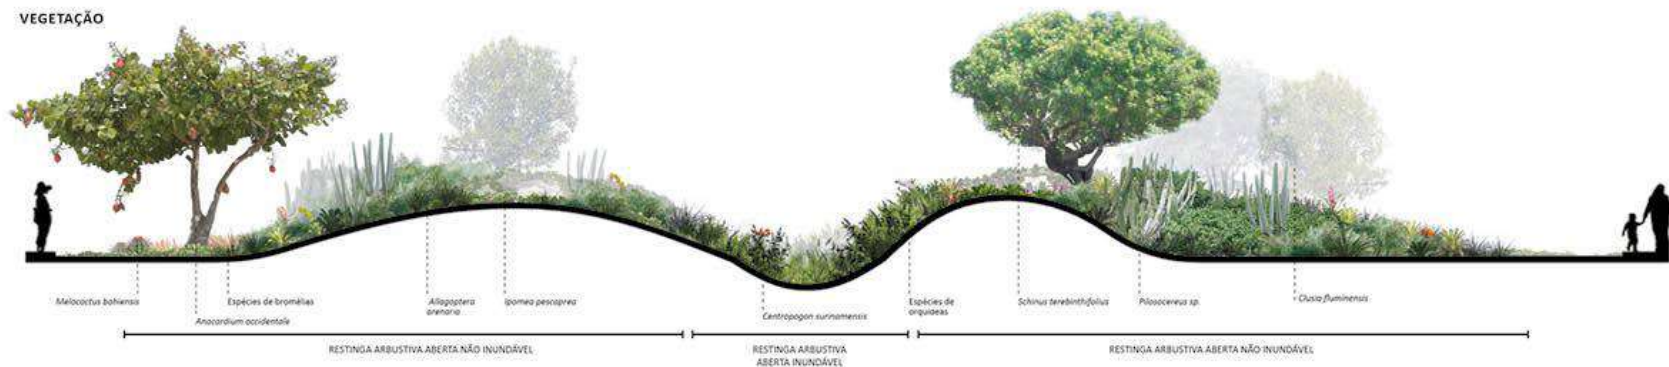 VEGETAÇÃO
Melocactus bahiensis
Anacardium occidentale
Espécies de bromélias
Allagoptera
arenaria
Ipomea pescaprea
Centropogon surinamensis
Espécies de
orquídeas
Schinus terebinthifolius
Pilosocereus sp.
Clusia fluminensis
RESTINGA ARBUSTIVA ABERTA NÃO INUNDÁVEL
RESTINGA ARBUSTIVA
ABERTA INUNDÁVEL
RESTINGA ARBUSTIVA ABERTA NÃO INUNDÁVEL